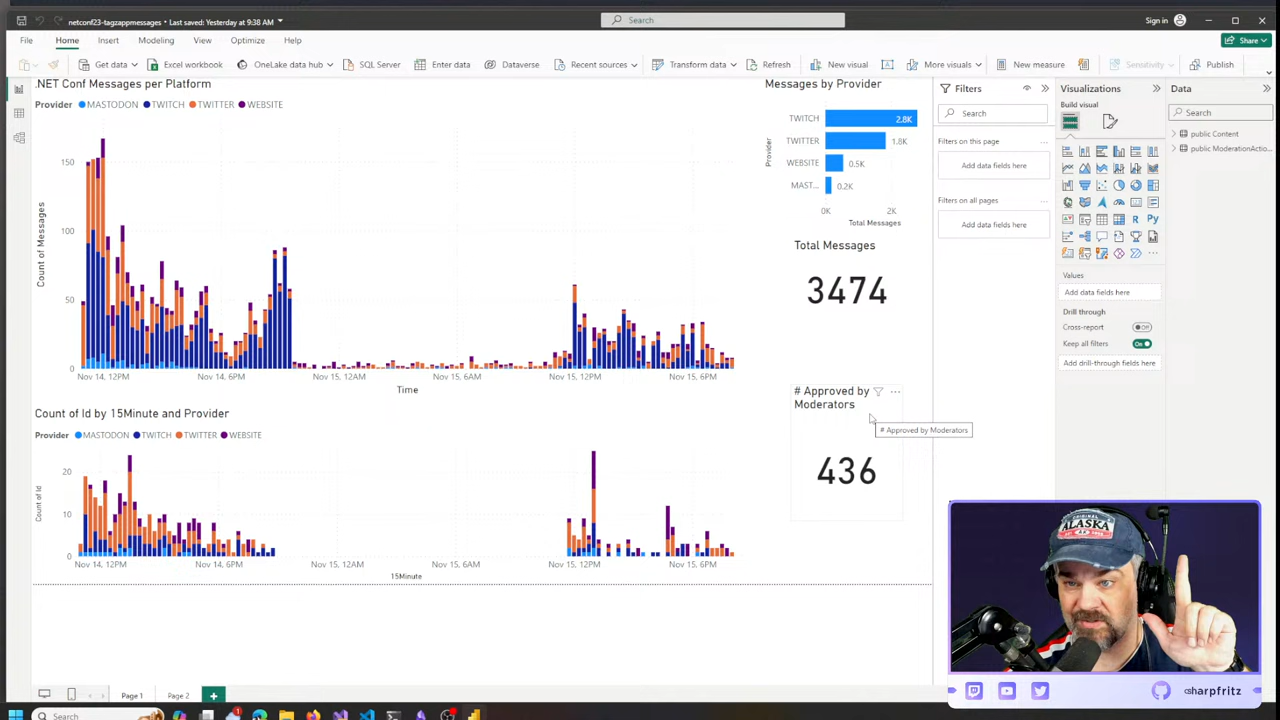 netconf23-tagzappmessages • Last saved: Yesterday at 9:38 AM
Search
Sign in
File Home Insert Modeling View Optimize Help
Share
Get data Excel workbook OneLake data hub SQL Server Enter data Dataverse Recent sources Transform data Refresh New visual More visuals New measure Sensitivity Publish
.NET Conf Messages per Platform
Provider MASTODON TWITCH TWITTER WEBSITE
Count of Messages
150
100
50
0
Nov 14, 12PM Nov 14, 6PM Nov 15, 12AM Nov 15, 6AM Nov 15, 12PM Nov 15, 6PM
Time
Messages by Provider
Provider
TWITCH 2.8K
TWITTER 1.8K
WEBSITE 0.5K
MAST... 0.2K
0K 2K
Total Messages
Total Messages
3474
# Approved by
Moderators
# Approved by Moderators
436
Count of Id by 15Minute and Provider
Provider MASTODON TWITCH TWITTER WEBSITE
Count of Id
20
10
0
Nov 14, 12PM Nov 14, 6PM Nov 15, 12AM Nov 15, 6AM Nov 15, 12PM Nov 15, 6PM
15Minute
Filters
Search
Filters on this page
Add data fields here
Filters on all pages
Add data fields here
Visualizations
Build visual
R Py
Values
Add data fields here
Drill through
Cross-report Off
Keep all filters On
Add drill-through fields here
Data
Search
public Content
public ModerationActio...
Page 1 Page 2
Search
ALASKA
csharpfritz